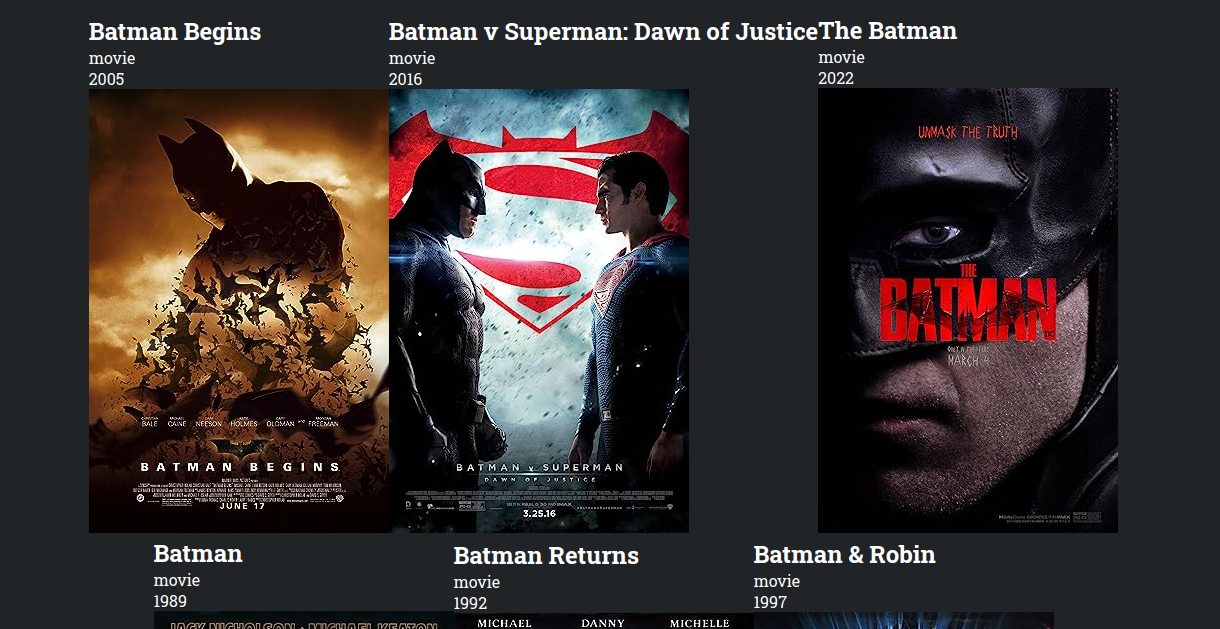 Batman Begins
movie
2005
Batman v Superman: Dawn of Justice
movie
2016
The Batman
movie
2022
CHRISTIAN BALE MICHAEL CAINE LIAM NEESON KATIE HOLMES GARY OLDMAN and MORGAN FREEMAN
BATMAN BEGINS
JUNE 17
BATMAN v SUPERMAN
DAWN OF JUSTICE
3.25.16
UNMASK THE TRUTH
THE
BATMAN
ONLY IN THEATERS
MARCH
Batman
movie
1989
Batman Returns
movie
1992
Batman & Robin
movie
1997
JACK NICHOLSON · MICHAEL KEATON
MICHAEL DANNY MICHELLE